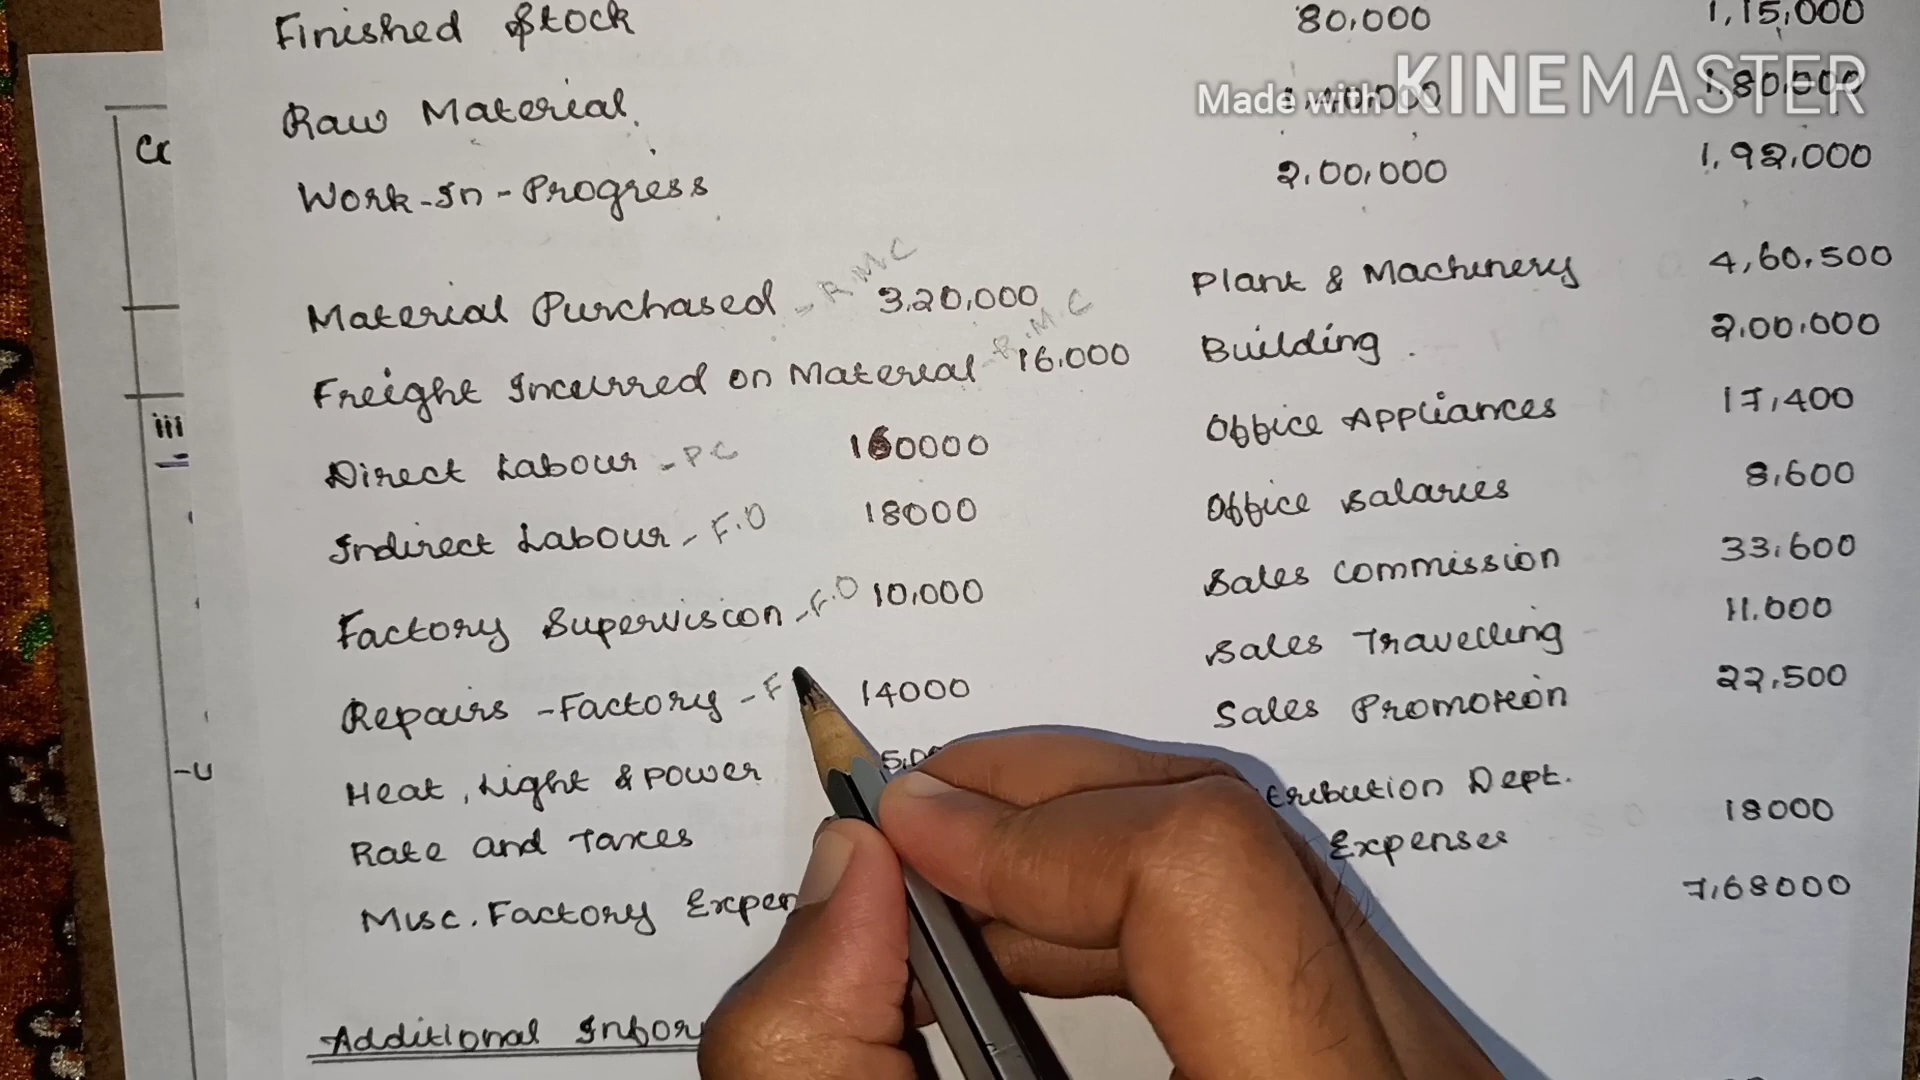 Finished Stock 80,000 1,15,000
Raw Material. 1,80,000
Made with KINEMASTER
Work-In-Progress 2,00,000 1,92,000
Material Purchased - R.M.C 3,20,000
Freight Incurred on Material - R.M.C 16,000
Direct Labour - P C 160000
Indirect Labour - F.O 18000
Factory Supervision - F.O 10,000
Repairs - Factory - F 14000
Heat, Light & Power
Rate and Taxes
Misc. Factory
Additional
Plant & Machinery 4,60,500
Building 2,00,000
Office Appliances 17,400
Office Salaries 8,600
Sales Commission 33,600
Sales Travelling 11,000
Sales Promotion 22,500
Dept.
Expenses 18000
7,68000
iii